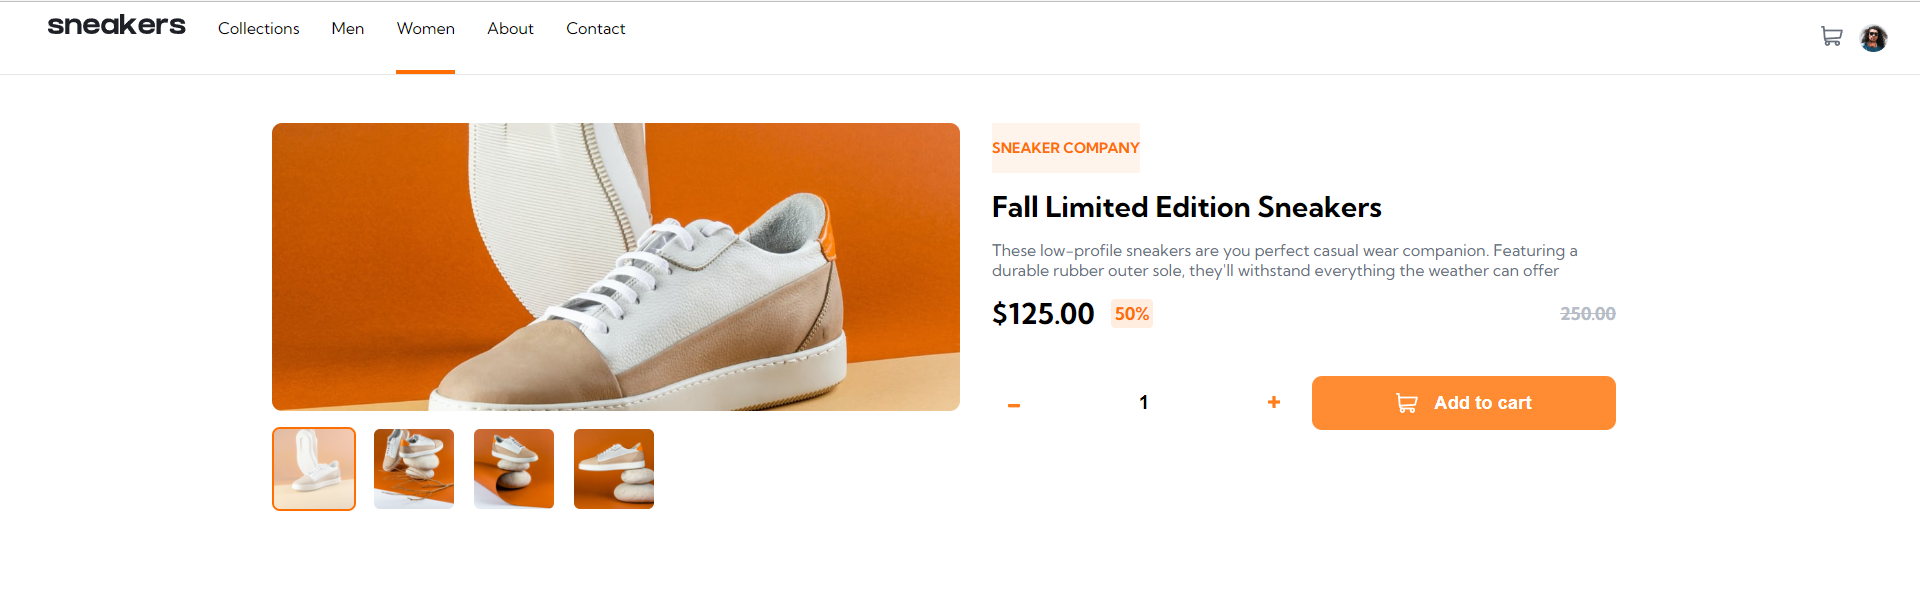 sneakers Collections Men Women About Contact
SNEAKER COMPANY
Fall Limited Edition Sneakers
These low-profile sneakers are you perfect casual wear companion. Featuring a
durable rubber outer sole, they'll withstand everything the weather can offer
$125.00 50% 250.00
– 1 + Add to cart